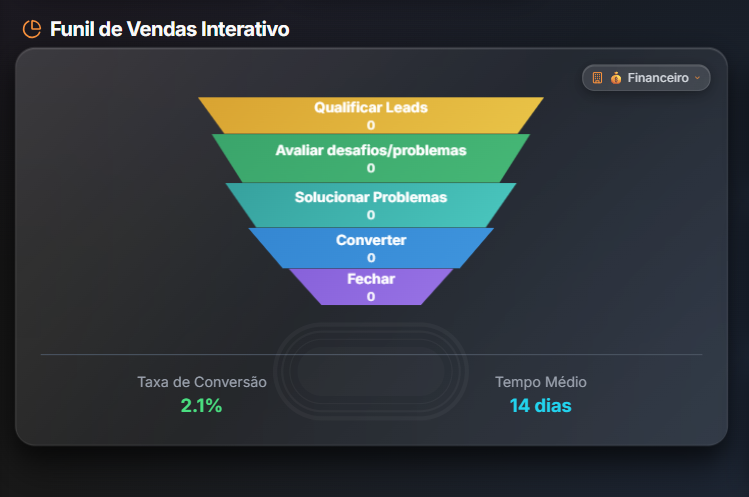 Funil de Vendas Interativo
Financeiro
Qualificar Leads
0
Avaliar desafios/problemas
0
Solucionar Problemas
0
Converter
0
Fechar
0
Taxa de Conversão
2.1%
Tempo Médio
14 dias